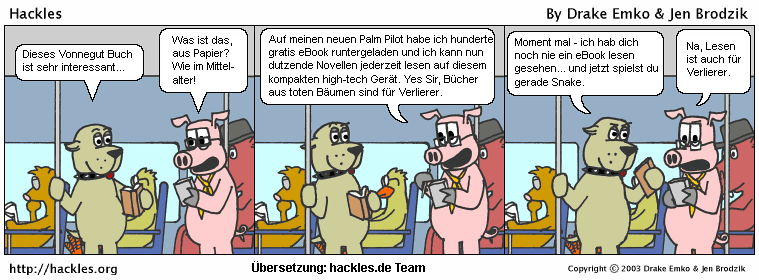 Hackles
By Drake Emko & Jen Brodzik
Dieses Vonnegut Buch
ist sehr interessant...
Was ist das,
aus Papier?
Wie im Mittel-
alter!
Auf meinen neuen Palm Pilot habe ich hunderte
gratis eBook runtergeladen und ich kann nun
dutzende Novellen jederzeit lesen auf diesem
kompakten high-tech Gerät. Yes Sir, Bücher
aus toten Bäumen sind für Verlierer.
Moment mal - ich hab dich
noch nie ein eBook lesen
gesehen... und jetzt spielst du
gerade Snake.
Na, Lesen
ist auch für
Verlierer.
http://hackles.org
Übersetzung: hackles.de Team
Copyright © 2003 Drake Emko & Jen Brodzik